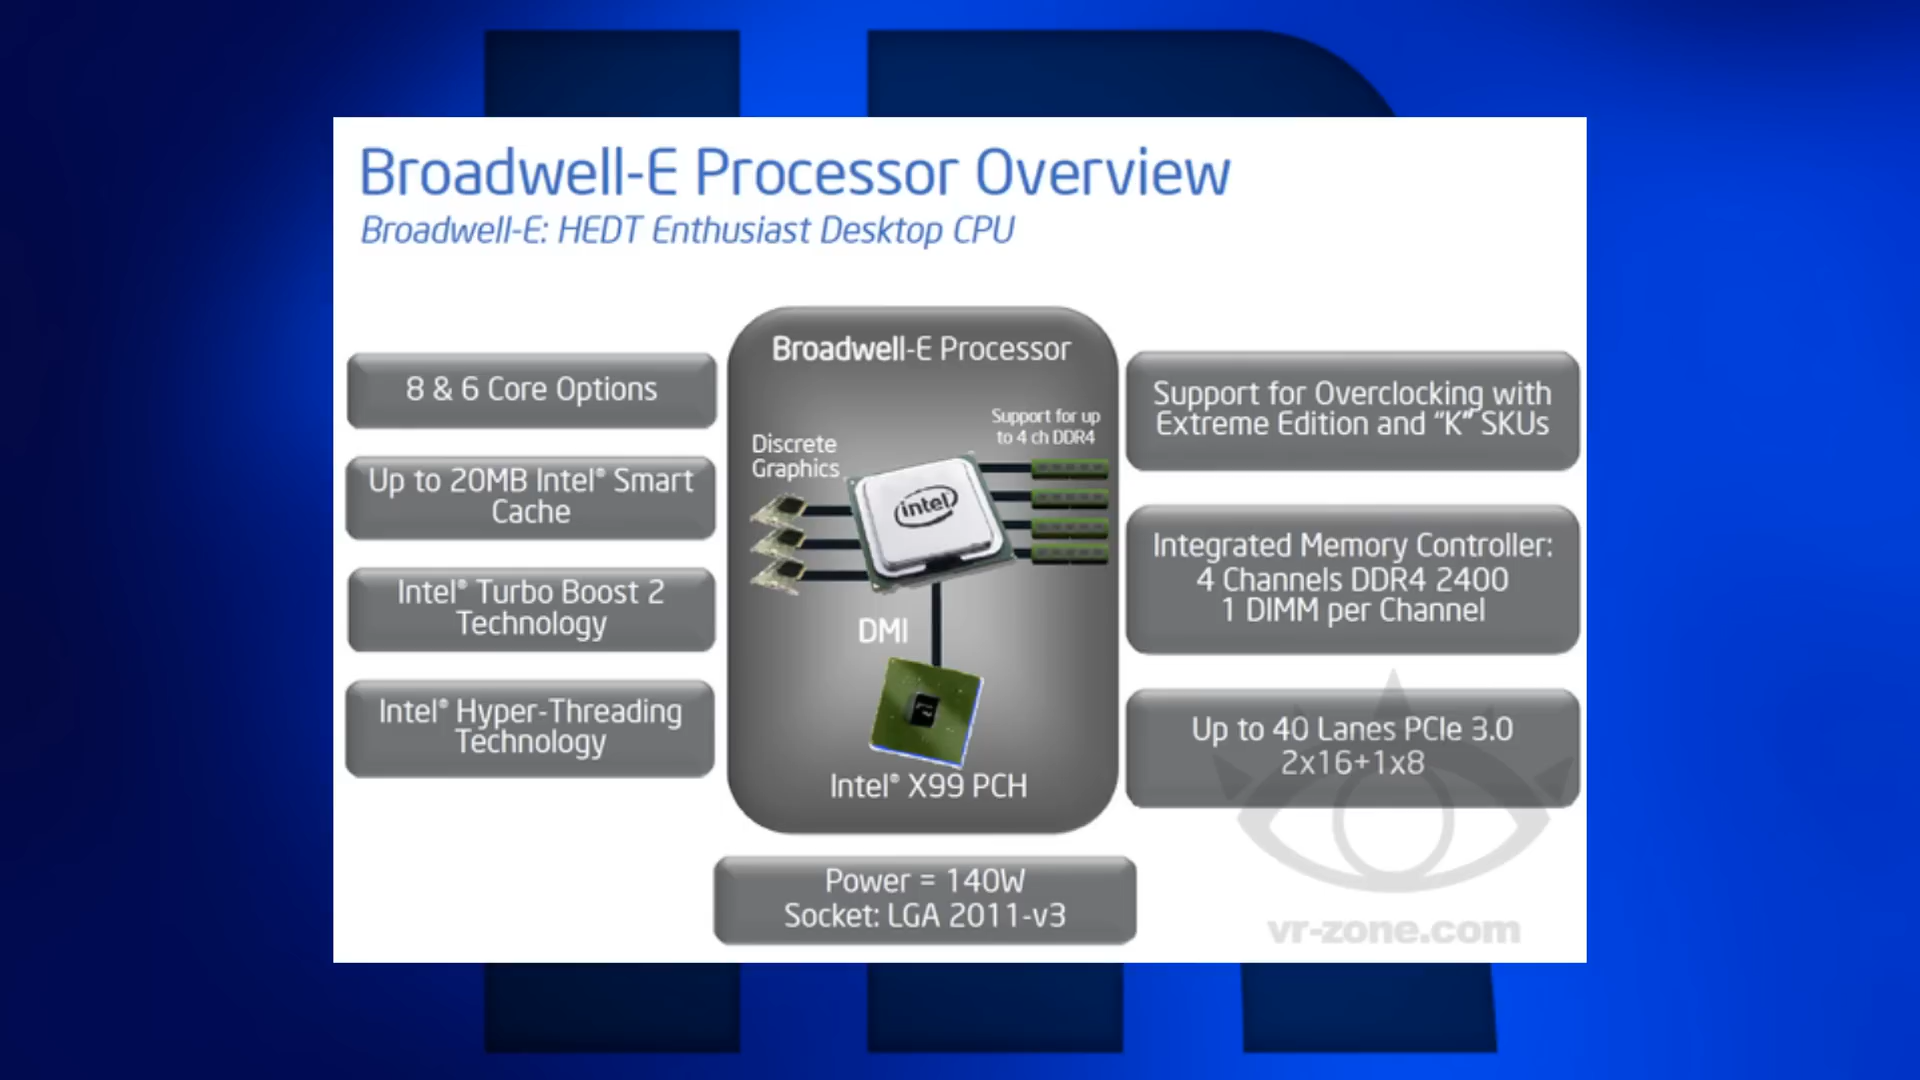 Broadwell-E Processor Overview
Broadwell-E: HEDT Enthusiast Desktop CPU
8 & 6 Core Options
Up to 20MB Intel® Smart
Cache
Intel® Turbo Boost 2
Technology
Intel® Hyper-Threading
Technology
Broadwell-E Processor
Support for up
to 4 ch DDR4
Discrete
Graphics
intel
DMI
Intel® X99 PCH
Support for Overclocking with
Extreme Edition and “K” SKUs
Integrated Memory Controller:
4 Channels DDR4 2400
1 DIMM per Channel
Up to 40 Lanes PCIe 3.0
2x16+1x8
Power = 140W
Socket: LGA 2011-v3
vr-zone.com